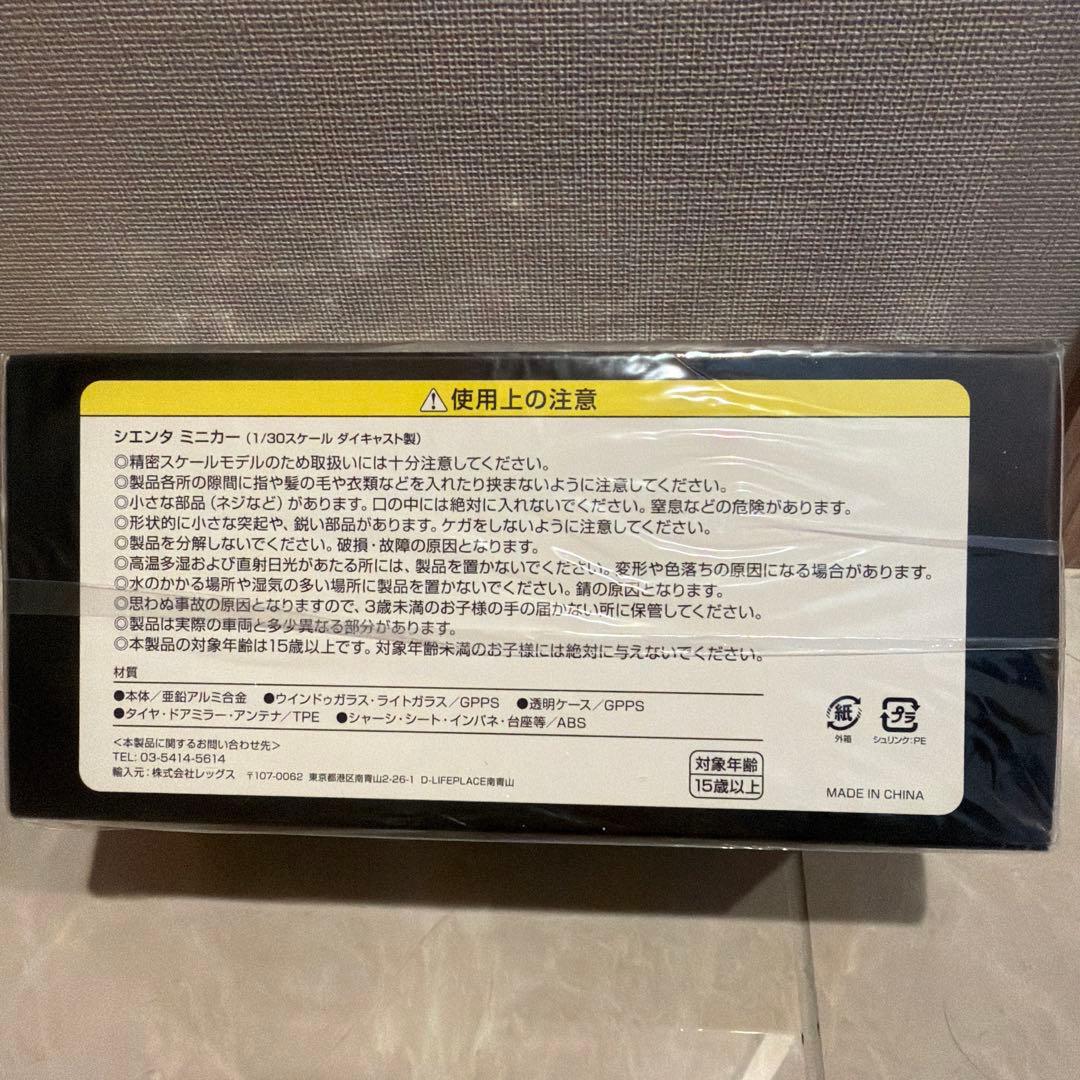 ⚠使用上の注意
シエンタ ミニカー（1/30スケール ダイキャスト製）
◎精密スケールモデルのため取扱いには十分注意してください。
◎製品各所の隙間に指や髪の毛や衣類などを入れたり挟まないように注意してください。
◎小さな部品（ネジなど）があります。口の中には絶対に入れないでください。窒息などの危険があります。
◎形状的に小さな突起や、鋭い部品があります。ケガをしないように注意してください。
◎製品を分解しないでください。破損・故障の原因となります。
◎高温多湿および直射日光があたる所には、製品を置かないでください。変形や色落ちの原因になる場合があります。
◎水のかかる場所や湿気の多い場所に製品を置かないでください。錆の原因となります。
◎思わぬ事故の原因となりますので、3歳未満のお子様の手の届かない所に保管してください。
◎製品は実際の車両と多少異なる部分があります。
◎本製品の対象年齢は15歳以上です。対象年齢未満のお子様には絶対に与えないでください。
材質
●本体／亜鉛アルミ合金 ●ウインドゥガラス・ライトガラス／GPPS ●透明ケース／GPPS
●タイヤ・ドアミラー・アンテナ／TPE ●シャーシ・シート・インパネ・台座等／ABS
＜本製品に関するお問い合わせ先＞
TEL: 03-5414-5614
輸入元：株式会社レッグス 〒107-0062 東京都港区南青山2-26-1 D-LIFEPLACE南青山
対象年齢
15歳以上
紙
外箱
プラ
シュリンク：PE
MADE IN CHINA